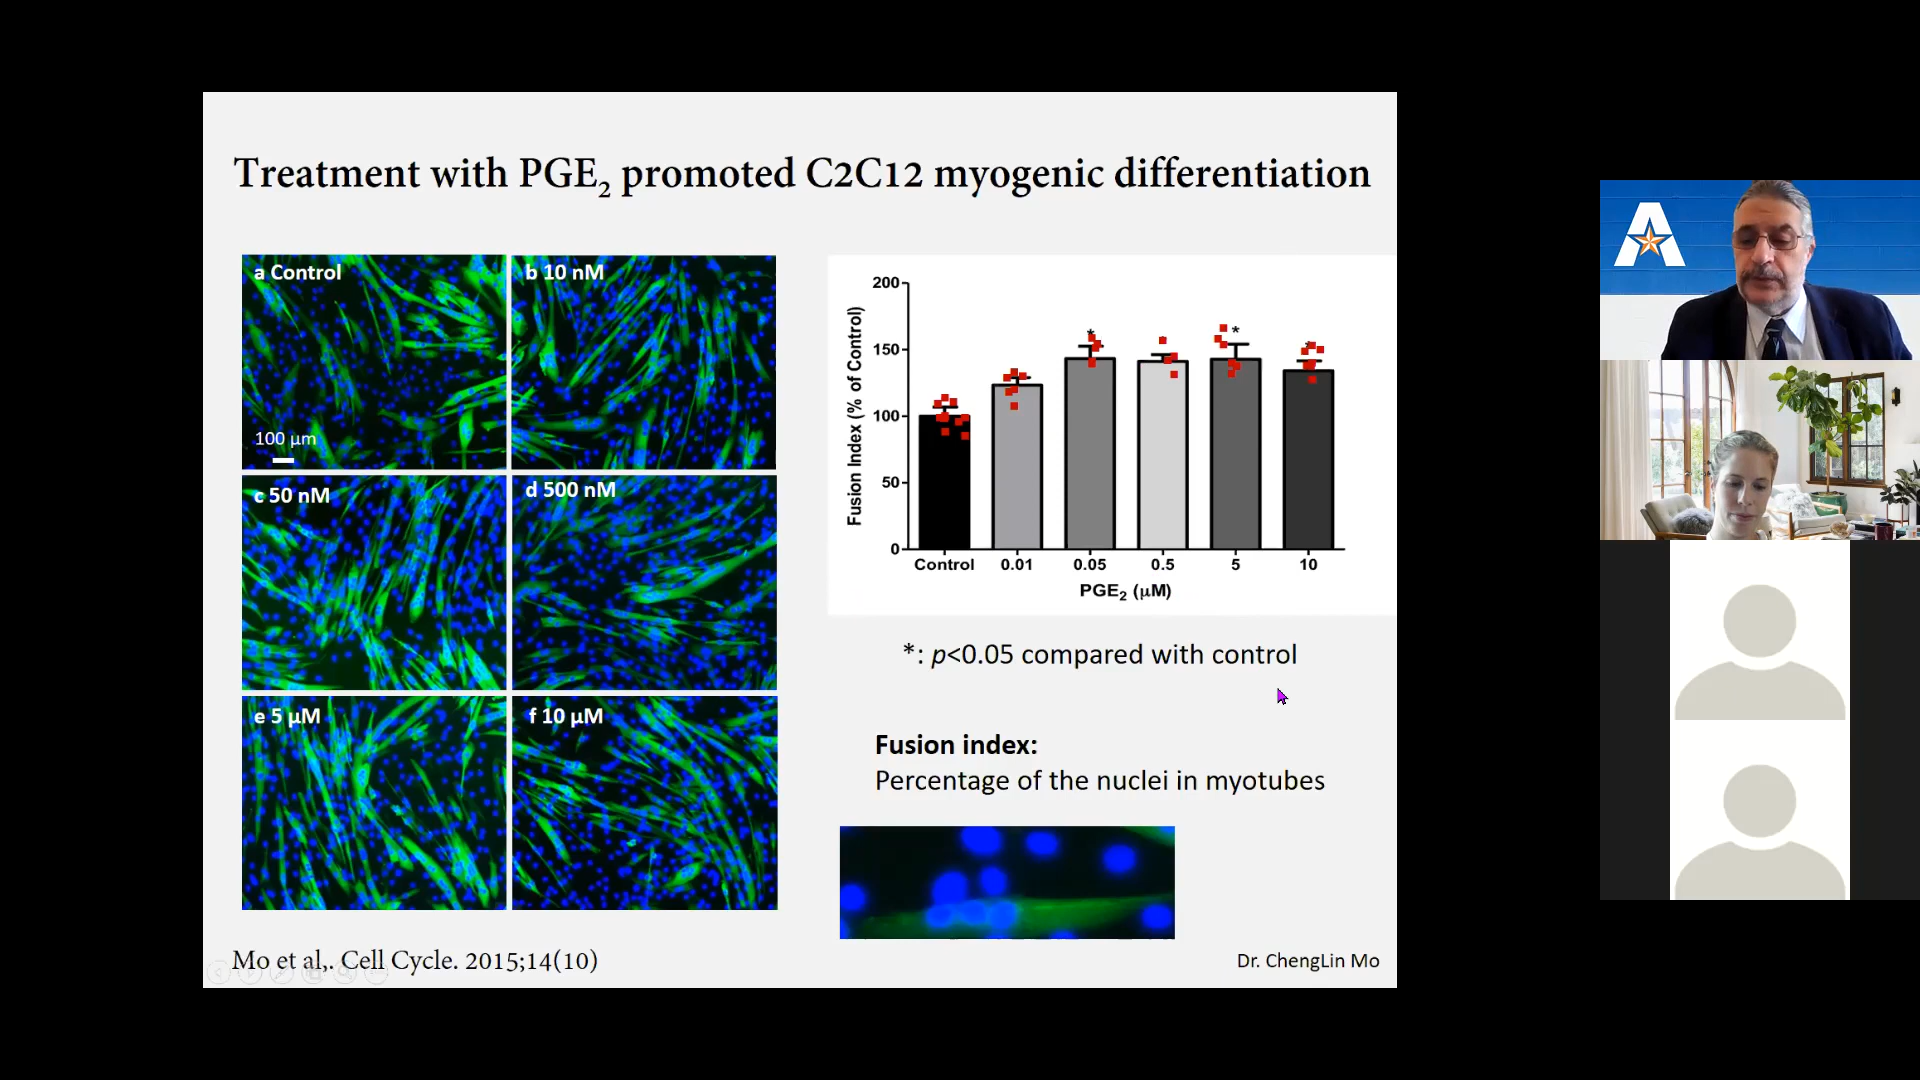 Treatment with PGE₂ promoted C2C12 myogenic differentiation
a Control
b 10 nM
100 µm
c 50 nM
d 500 nM
e 5 µM
f 10 µM
Fusion Index (% of Control)
200
150
100
50
0
*
*
Control 0.01 0.05 0.5 5 10
PGE₂ (µM)
*: p<0.05 compared with control
Fusion index:
Percentage of the nuclei in myotubes
Mo et al,. Cell Cycle. 2015;14(10)
Dr. ChengLin Mo
A